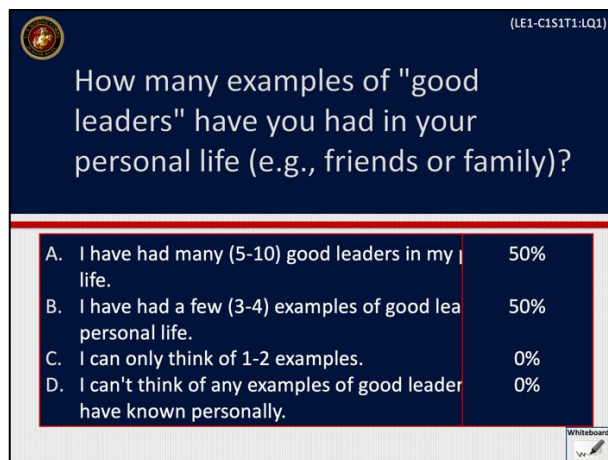 (LE1-C1S1T1:LQ1)
How many examples of "good
leaders" have you had in your
personal life (e.g., friends or family)?
A. I have had many (5-10) good leaders in my 50%
life.
B. I have had a few (3-4) examples of good lea 50%
personal life.
C. I can only think of 1-2 examples. 0%
D. I can't think of any examples of good leader 0%
have known personally.
Whiteboard